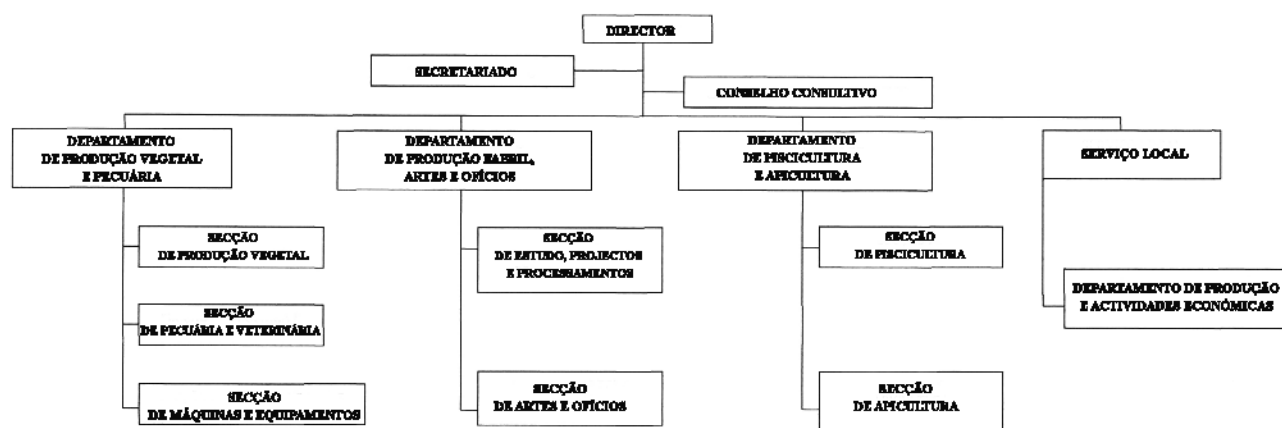 DIRECTOR
SECRETARIADO
CONSELHO CONSULTIVO
DEPARTAMENTO
DE PRODUÇÃO VEGETAL
E PECUÁRIA
DEPARTAMENTO
DE PRODUÇÃO FABRIL,
ARTES E OFÍCIOS
DEPARTAMENTO
DE PISCICULTURA
E APICULTURA
SERVIÇO LOCAL
SECÇÃO
DE PRODUÇÃO VEGETAL
SECÇÃO
DE ESTUDO, PROJECTOS
E PROCESSAMENTOS
SECÇÃO
DE PISCICULTURA
DEPARTAMENTO DE PRODUÇÃO
E ACTIVIDADES ECONÓMICAS
SECÇÃO
DE PECUÁRIA E VETERINÁRIA
SECÇÃO
DE MÁQUINAS E EQUIPAMENTOS
SECÇÃO
DE ARTES E OFÍCIOS
SECÇÃO
DE APICULTURA